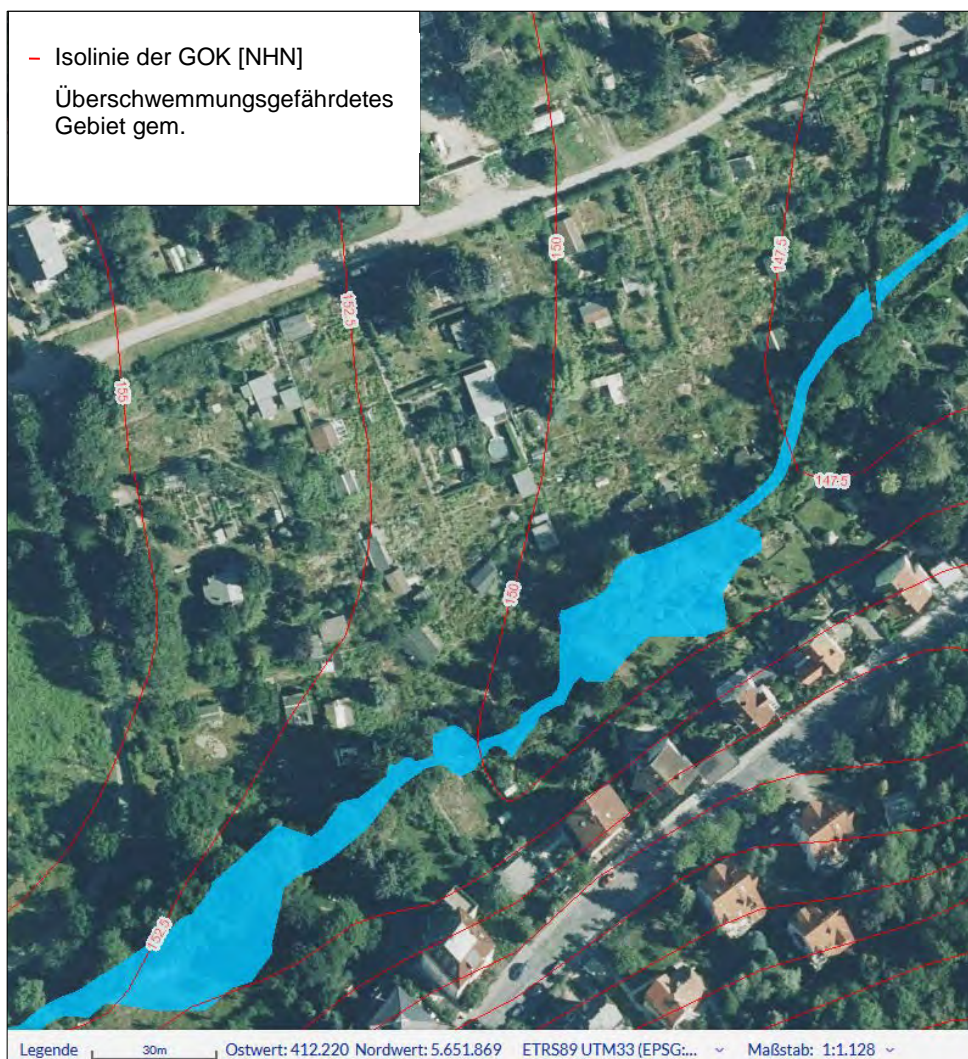 Isolinie der GOK [NHN]
Überschwemmungsgefährdetes
Gebiet gem.
150
147.5
152.5
155
147.5
150
152.5
Legende 30m Ostwert: 412.220 Nordwert: 5.651.869 ETRS89 UTM33 (EPSG:... Maßstab: 1:1.128